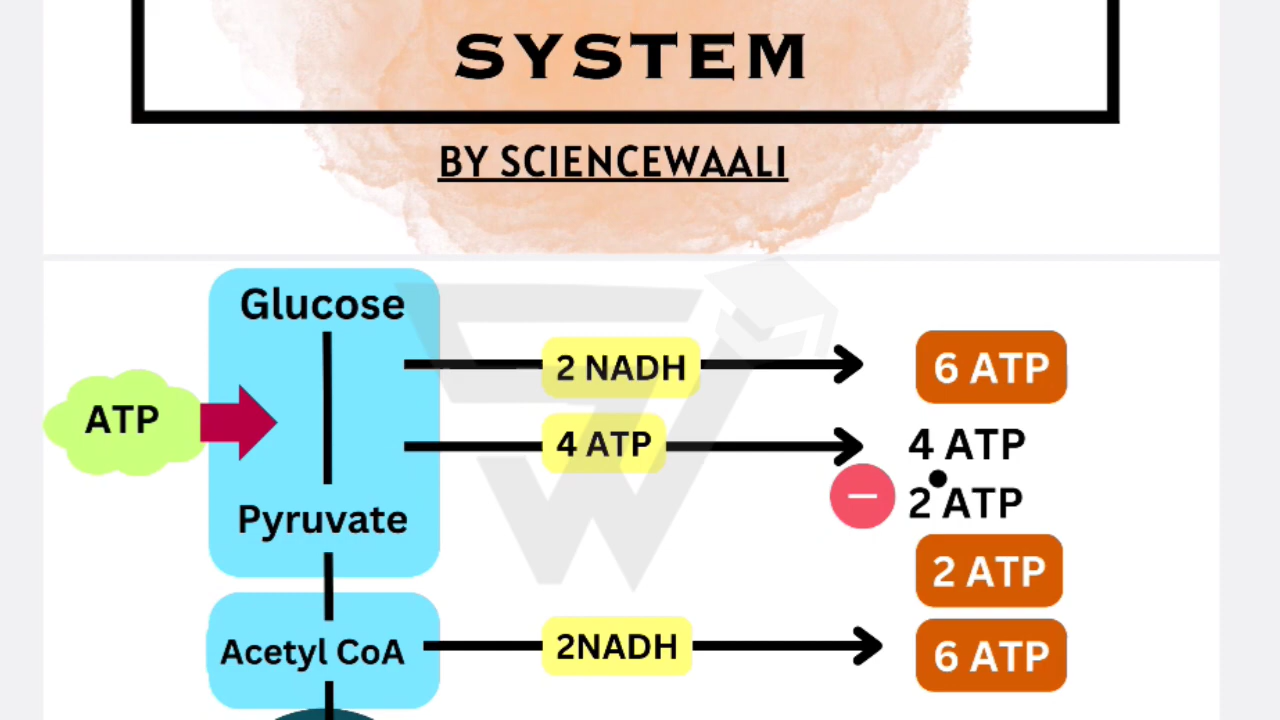 SYSTEM
BY SCIENCEWAALI
Glucose
2 NADH
6 ATP
ATP
4 ATP
4 ATP
2 ATP
Pyruvate
2 ATP
Acetyl CoA
2NADH
6 ATP